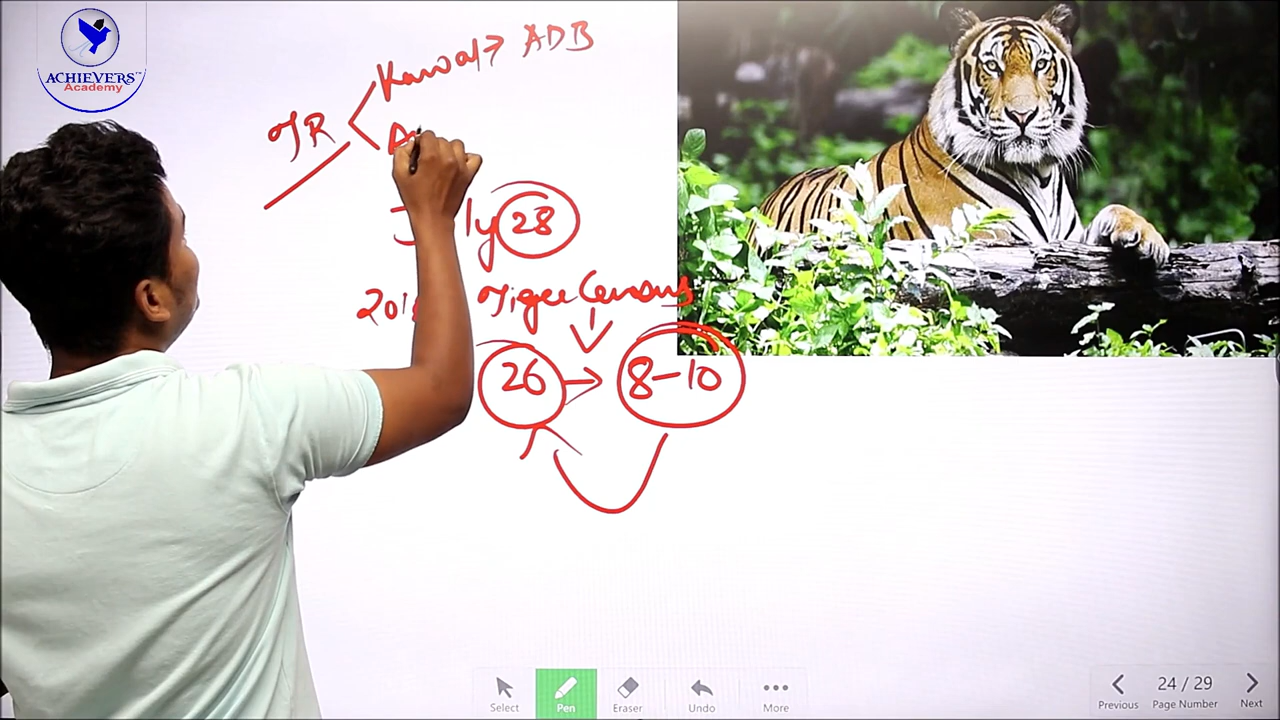 ACHIEVERS™
Academy
TR
Kawal → ADB
A
ly 28
201 Tiger Census
26 → 8-10
Select
Pen
Eraser
Undo
More
Previous
24 / 29
Page Number
Next